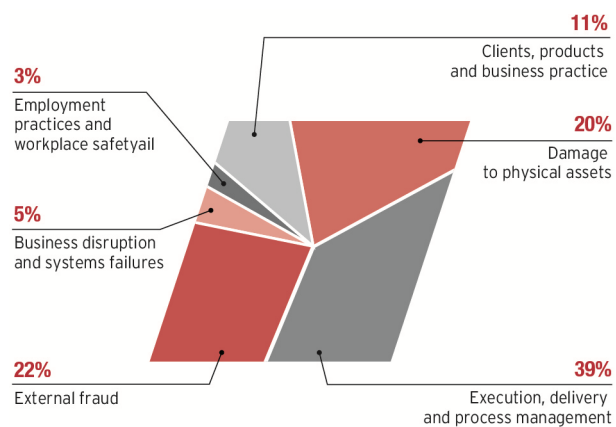 11%
Clients, products
and business practice
3%
Employment
practices and
workplace safetyail
20%
Damage
to physical assets
5%
Business disruption
and systems failures
22%
External fraud
39%
Execution, delivery
and process management